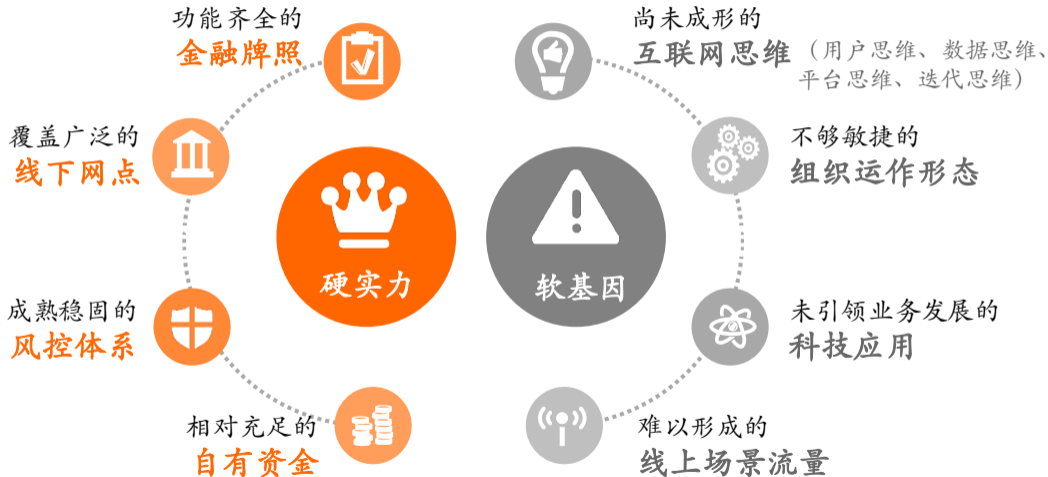 功能齐全的
金融牌照
覆盖广泛的
线下网点
成熟稳固的
风控体系
相对充足的
自有资金
硬实力
软基因
尚未成形的
互联网思维（用户思维、数据思维、
平台思维、迭代思维）
不够敏捷的
组织运作形态
未引领业务发展的
科技应用
难以形成的
线上场景流量